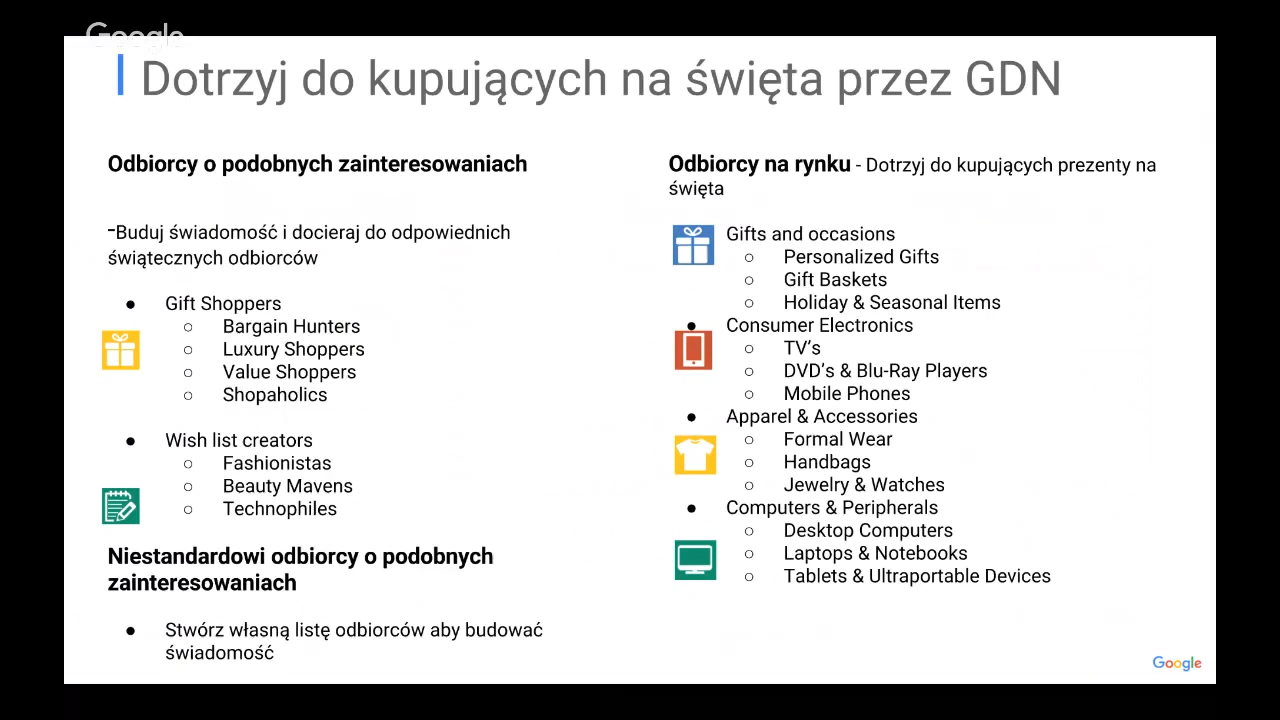 Google
Dotrzyj do kupujących na święta przez GDN
Odbiorcy o podobnych zainteresowaniach
-Buduj świadomość i docieraj do odpowiednich
świątecznych odbiorców
● Gift Shoppers
○ Bargain Hunters
○ Luxury Shoppers
○ Value Shoppers
○ Shopaholics
● Wish list creators
○ Fashionistas
○ Beauty Mavens
○ Technophiles
Niestandardowi odbiorcy o podobnych
zainteresowaniach
● Stwórz własną listę odbiorców aby budować
świadomość
Odbiorcy na rynku - Dotrzyj do kupujących prezenty na
święta
Gifts and occasions
○ Personalized Gifts
○ Gift Baskets
○ Holiday & Seasonal Items
● Consumer Electronics
○ TV's
○ DVD's & Blu-Ray Players
○ Mobile Phones
● Apparel & Accessories
○ Formal Wear
○ Handbags
○ Jewelry & Watches
● Computers & Peripherals
○ Desktop Computers
○ Laptops & Notebooks
○ Tablets & Ultraportable Devices
Google